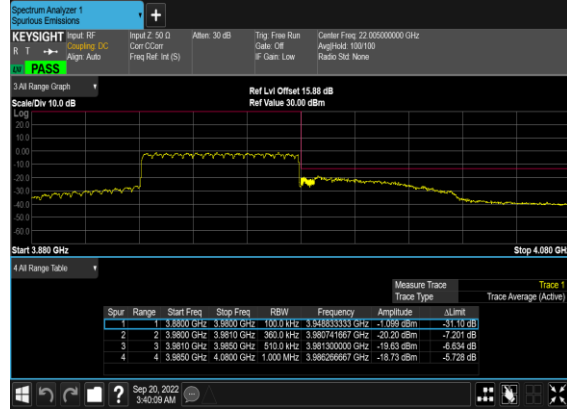 Spectrum Analyzer 1
Spurious Emissions
KEYSIGHT Input: RF Input Z: 50 Ω Atten: 30 dB Trig: Free Run Center Freq: 22.005000000 GHz
R T Coupling: DC Corr CCorr Gate: Off Avg|Hold: 100/100
Align: Auto Freq Ref: Int (S) IF Gain: Low Radio Std: None
PASS
3 All Range Graph
Ref Lvl Offset 15.88 dB
Scale/Div 10.0 dB Ref Value 30.00 dBm
Log
20.0
10.0
0.00
-10.0
-20.0
-30.0
-40.0
-50.0
-60.0
Start 3.880 GHz Stop 4.080 GHz
4 All Range Table
Measure Trace Trace 1
Trace Type Trace Average (Active)
Spur Range Start Freq Stop Freq RBW Frequency Amplitude ΔLimit
1 1 3.8800 GHz 3.9800 GHz 100.0 kHz 3.948833333 GHz -1.099 dBm -31.10 dB
2 2 3.9800 GHz 3.9810 GHz 360.0 kHz 3.980741667 GHz -20.20 dBm -7.201 dB
3 3 3.9810 GHz 3.9850 GHz 510.0 kHz 3.981300000 GHz -19.63 dBm -6.634 dB
4 4 3.9850 GHz 4.0800 GHz 1.000 MHz 3.986266667 GHz -18.73 dBm -5.728 dB
Sep 20, 2022
3:40:09 AM